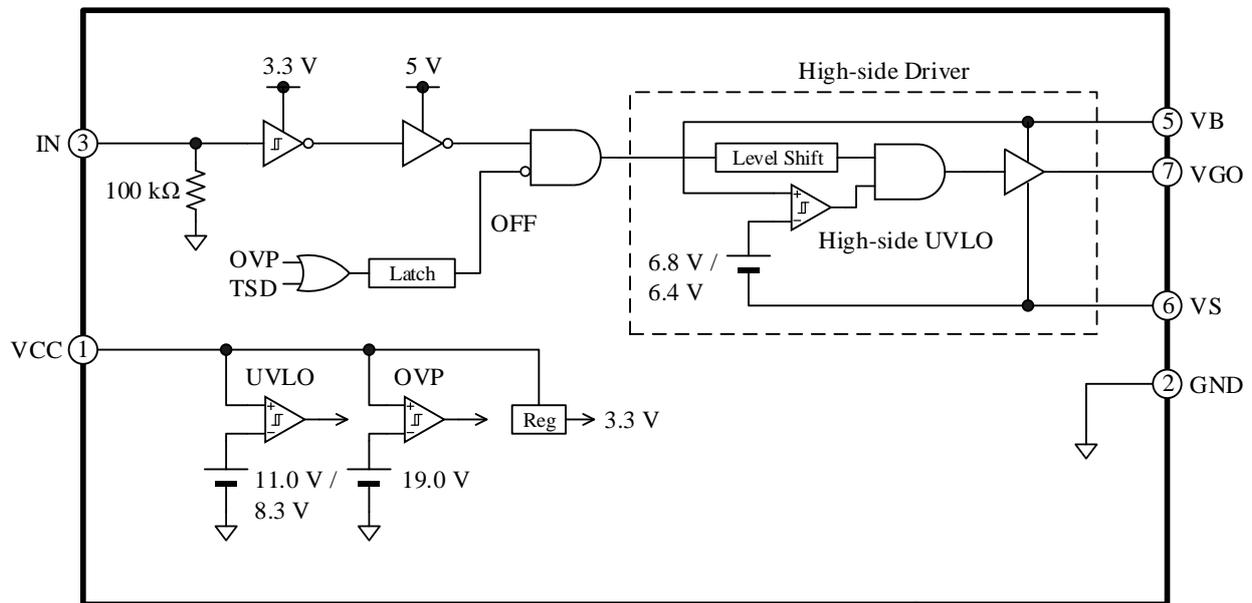 3.3 V
5 V
High-side Driver
IN
3
5
VB
Level Shift
7
VGO
100 kΩ
+
−
OFF
High-side UVLO
OVP
TSD
Latch
6.8 V /
6.4 V
6
VS
VCC
1
UVLO
OVP
2
GND
+
−
+
−
Reg
3.3 V
11.0 V /
8.3 V
19.0 V